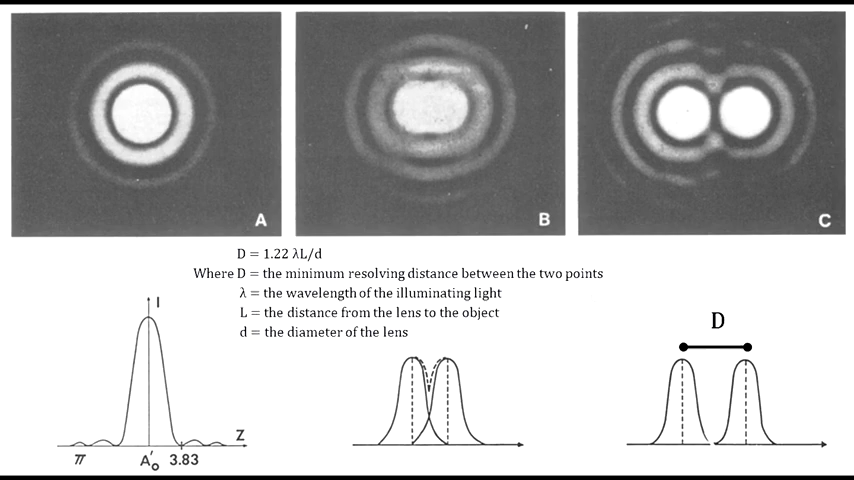 A
B
C
D = 1.22 λL/d
Where D = the minimum resolving distance between the two points
λ = the wavelength of the illuminating light
L = the distance from the lens to the object
d = the diameter of the lens
I
D
Z
π
A'o
3.83